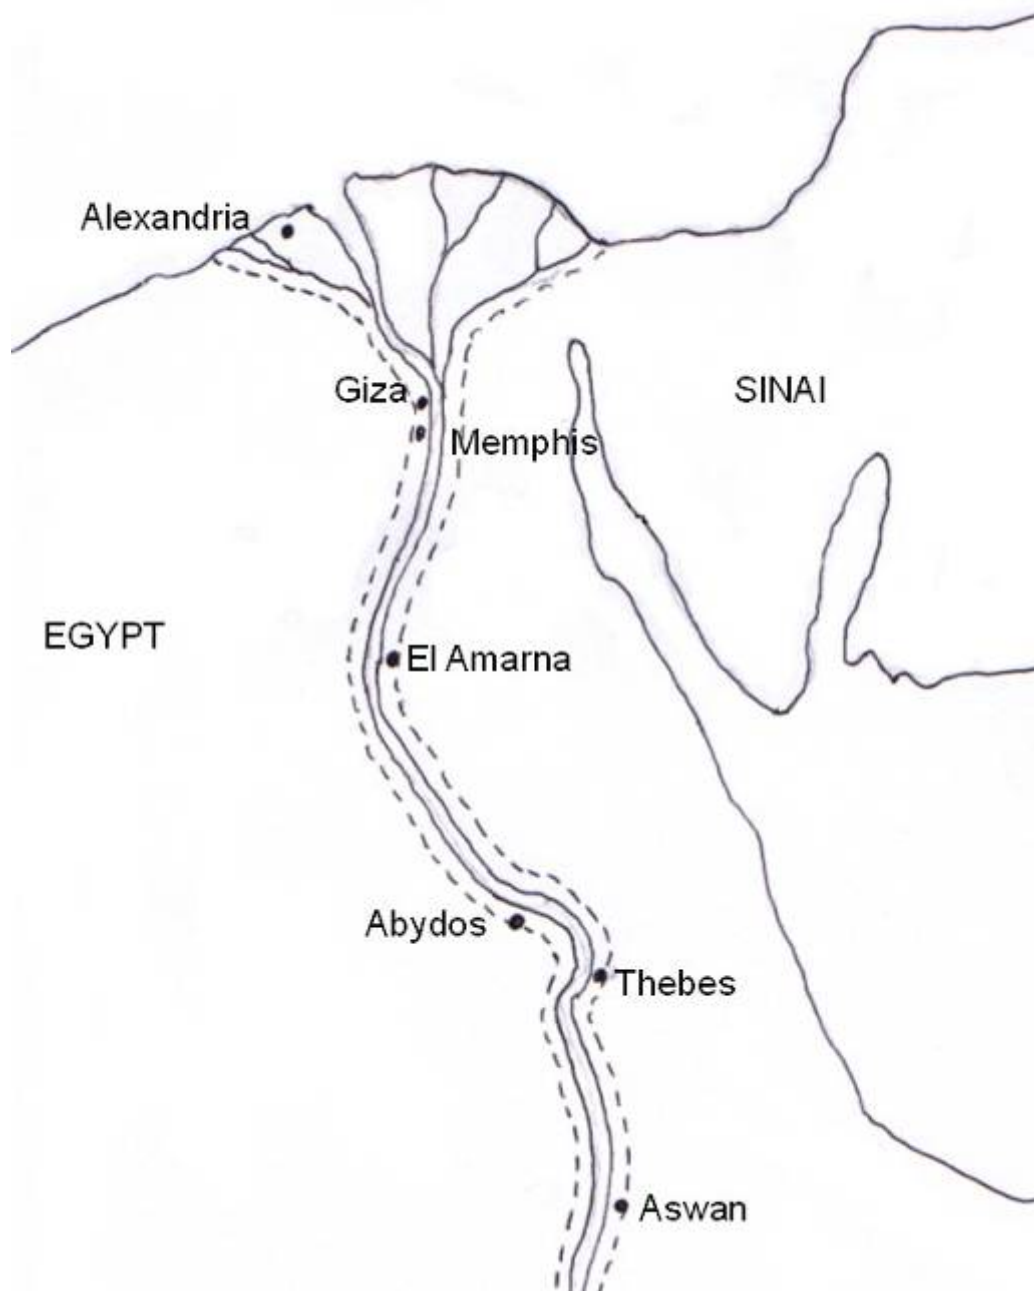 Alexandria
Giza
SINAI
Memphis
EGYPT
El Amarna
Abydos
Thebes
Aswan